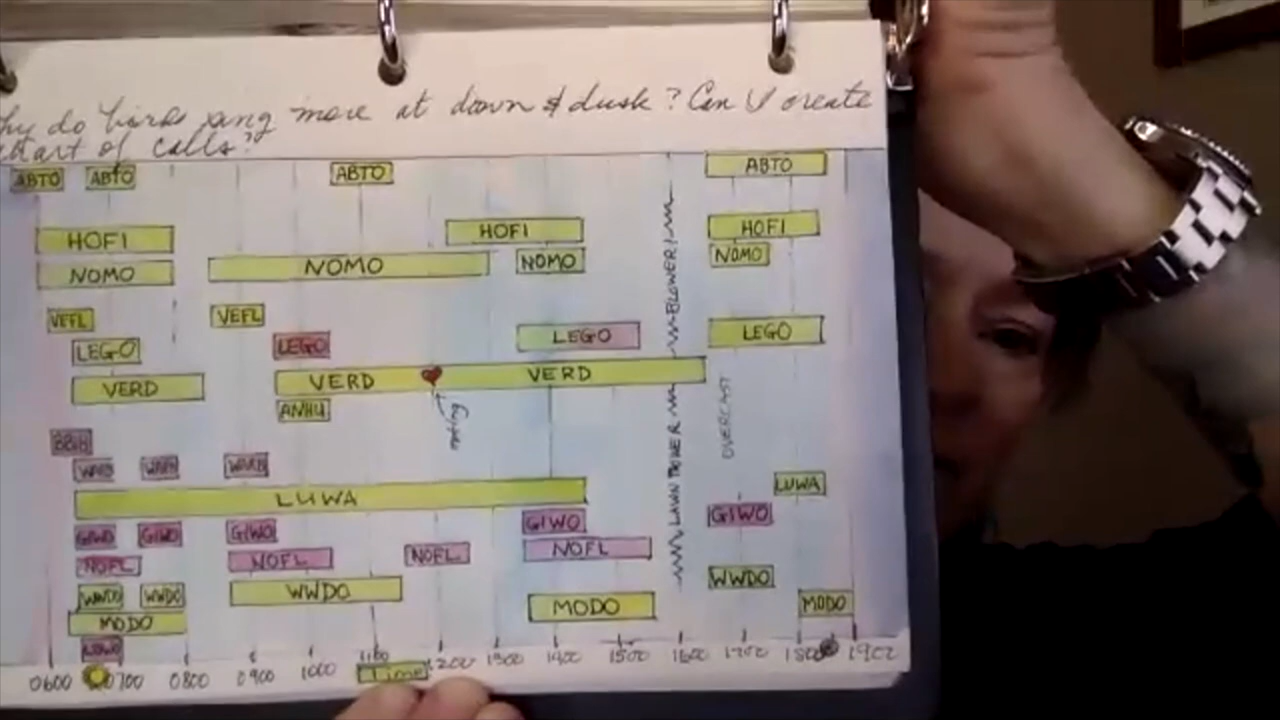 hy do birds sang more at dawn & dusk? Can I create
chart of calls?
ABTO ABTO ABTO ABTO
HOFI HOFI HOFI
NOMO NOMO NOMO NOMO
VEFL VEFL
LEGO LEGO LEGO LEGO
VERD VERD VERD
ANHU
LUWA LUWA
GIWO GIWO GIWO GIWO GIWO
NOFL NOFL NOFL NOFL
WWDO WWDO WWDO WWDO
MODO MODO MODO
LAWN MOWER BLOWER!
OVERCAST
0600 0700 0800 0900 1000 1100 1200 1300 1400 1500 1600 1700 1800 1900
Time